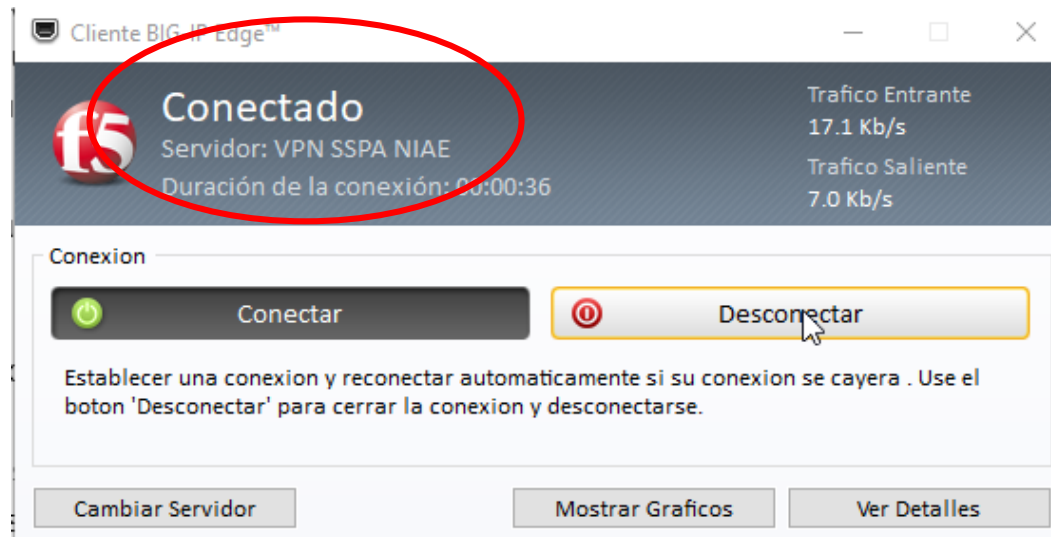 Cliente BIG-IP Edge™
f5
Conectado
Servidor: VPN SSPA NIAE
Duración de la conexión: 00:00:36
Trafico Entrante
17.1 Kb/s
Trafico Saliente
7.0 Kb/s
Conexion
Conectar
Desconectar
Establecer una conexion y reconectar automaticamente si su conexion se cayera . Use el
boton 'Desconectar' para cerrar la conexion y desconectarse.
Cambiar Servidor
Mostrar Graficos
Ver Detalles